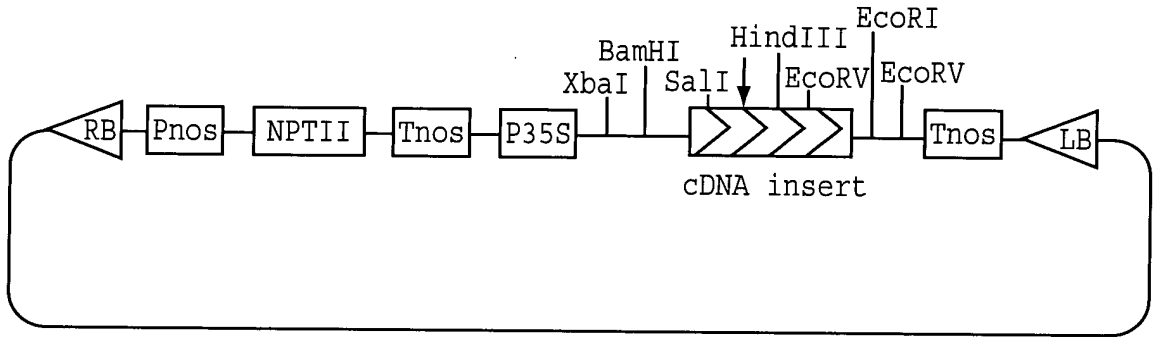 EcoRI
HindIII
BamHI
EcoRV
EcoRV
XbaI
SalI
RB
Pnos
NPTII
Tnos
P35S
Tnos
LB
cDNA insert